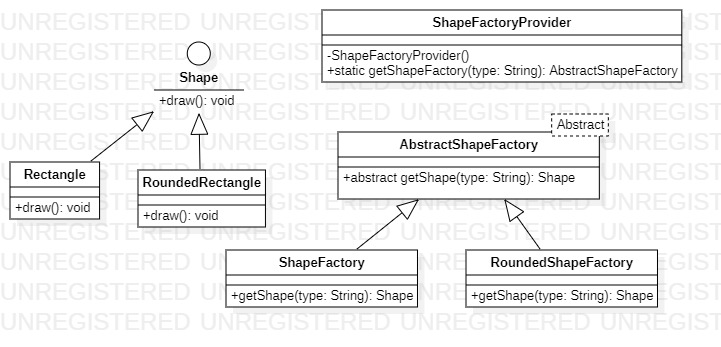 ShapeFactoryProvider
-ShapeFactoryProvider()
+static getShapeFactory(type: String): AbstractShapeFactory
Shape
+draw(): void
Abstract
AbstractShapeFactory
+abstract getShape(type: String): Shape
Rectangle
+draw(): void
RoundedRectangle
+draw(): void
ShapeFactory
+getShape(type: String): Shape
RoundedShapeFactory
+getShape(type: String): Shape
UNREGISTERED UNREGISTERED UNREGISTERED UNREGISTERED